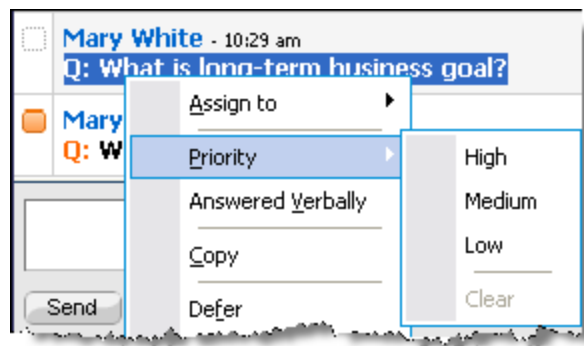 Mary White - 10:29 am
Q: What is long-term business goal?
Mary
Q: W
Assign to
Priority
Answered Verbally
Copy
Defer
High
Medium
Low
Clear
Send